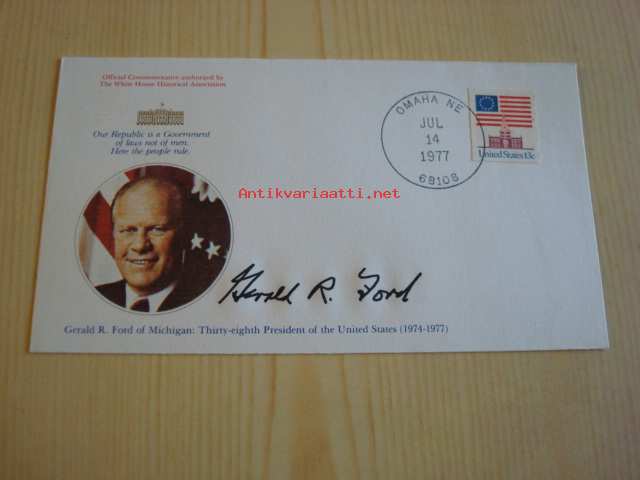 Official Commemorative authorized by
The White House Historical Association
Our Republic is a Government
of laws not of men.
Here the people rule.
OMAHA NE
JUL
14
1977
68108
United States 13c
Antikvariaatti.net
Gerald R. Ford
Gerald R. Ford of Michigan: Thirty-eighth President of the United States (1974-1977)